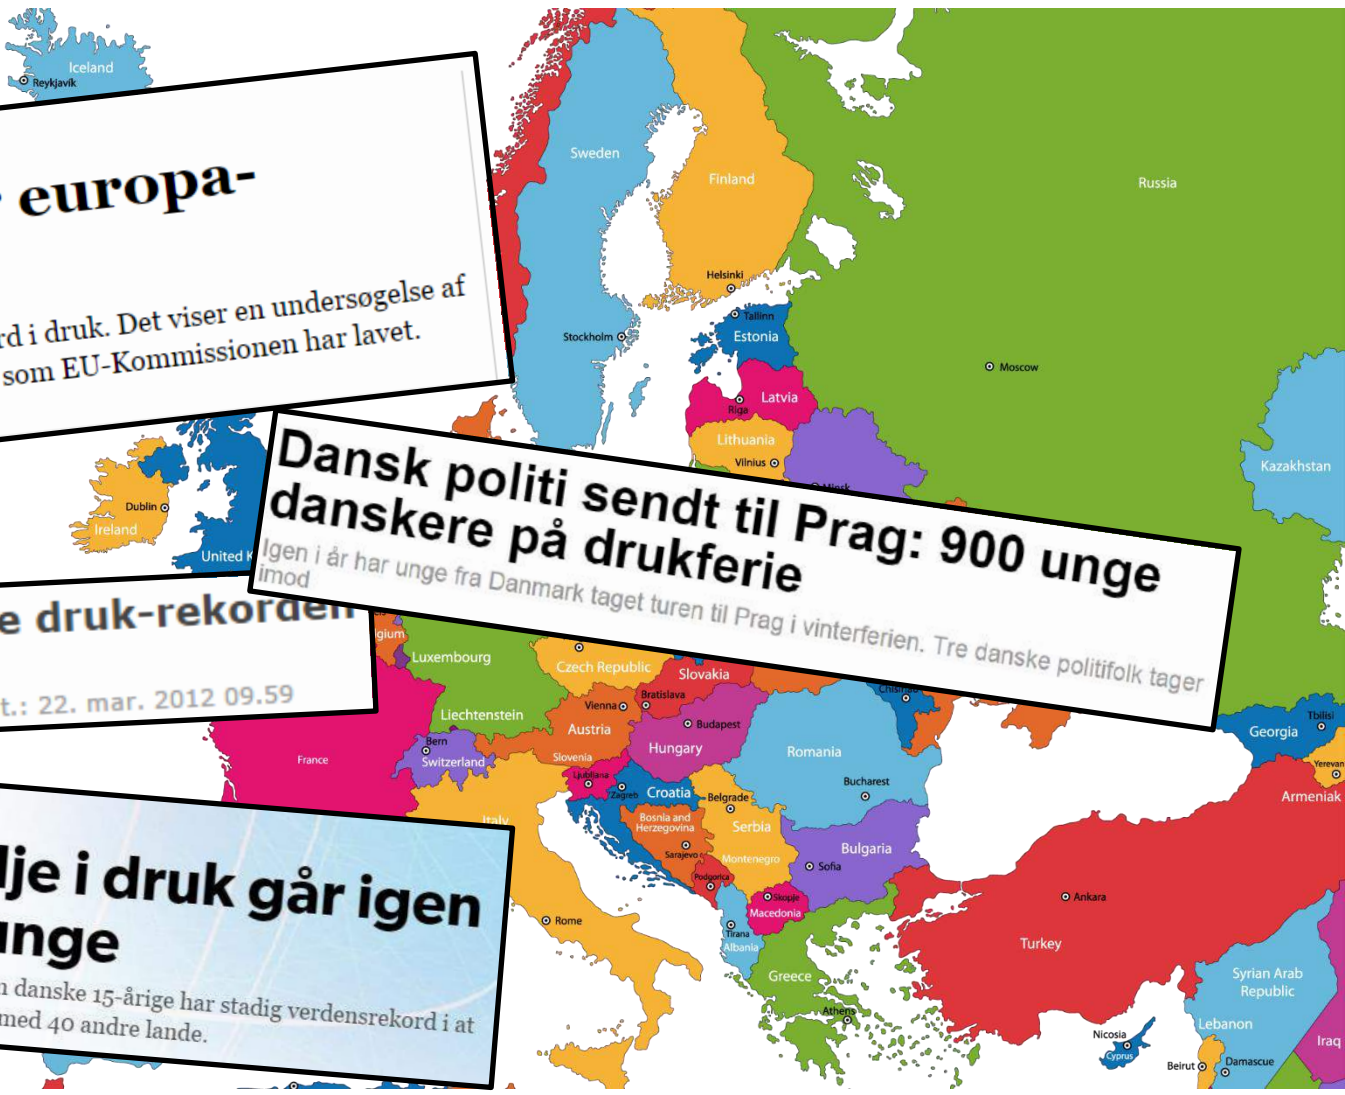 Iceland
Reykjavík
europa-
rd i druk. Det viser en undersøgelse af
som EU-Kommissionen har lavet.
Sweden
Finland
Russia
Helsinki
Tallinn
Estonia
Stockholm
Moscow
Latvia
Riga
Lithuania
Vilnius
Kazakhstan
Dublin
Ireland
United K
Dansk politi sendt til Prag: 900 unge
danskere på drukferie
Igen i år har unge fra Danmark taget turen til Prag i vinterferien. Tre danske politifolk tager
imod
e druk-rekorden
t.: 22. mar. 2012 09.59
lgium
Luxembourg
Czech Republic
Slovakia
Bratislava
Vienna
Liechtenstein
Austria
Budapest
Hungary
Romania
Georgia
Tbilisi
Bern
Switzerland
France
Slovenia
Ljubljana
Zagreb
Croatia
Belgrade
Bucharest
Yerevan
Armeniak
Italy
Bosnia and
Herzegovina
Serbia
Sarajevo
Bulgaria
Montenegro
Sofia
Podgorica
Skopje
Macedonia
Ankara
Rome
Tirana
Albania
Turkey
lje i druk går igen
unge
n danske 15-årige har stadig verdensrekord i at
med 40 andre lande.
Greece
Athens
Syrian Arab
Republic
Lebanon
Nicosia
Cyprus
Iraq
Beirut
Damascue